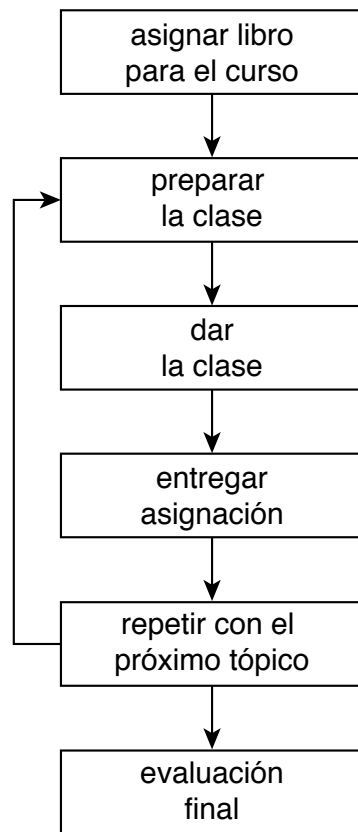 asignar libro
para el curso
preparar
la clase
dar
la clase
entregar
asignación
repetir con el
próximo tópico
evaluación
final